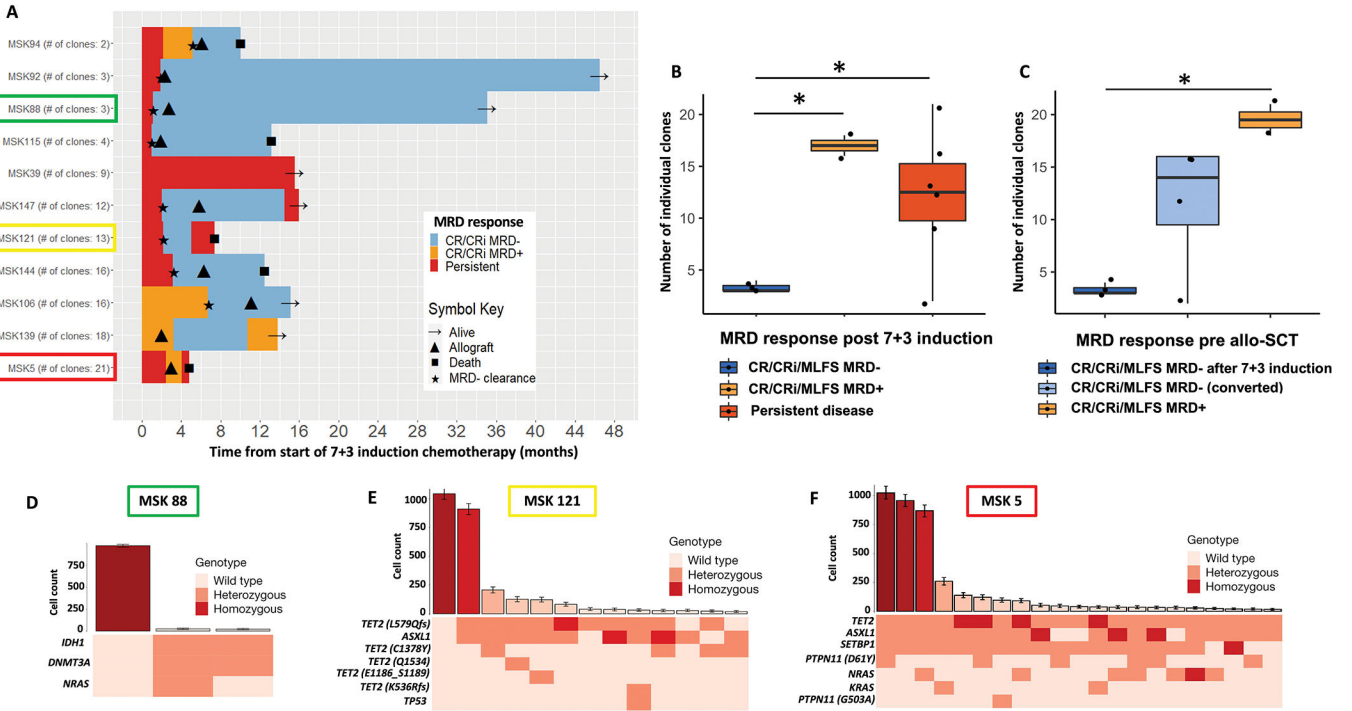 A
MSK94 (# of clones: 2)
MSK92 (# of clones: 3)
MSK88 (# of clones: 3)
MSK115 (# of clones: 4)
MSK39 (# of clones: 9)
MSK147 (# of clones: 12)
MSK121 (# of clones: 13)
MSK144 (# of clones: 16)
MSK106 (# of clones: 16)
MSK139 (# of clones: 18)
MSK5 (# of clones: 21)
MRD response
CR/CRi MRD-
CR/CRi MRD+
Persistent
Symbol Key
Alive
Allograft
Death
MRD- clearance
0 4 8 12 16 20 24 28 32 36 40 44 48
Time from start of 7+3 induction chemotherapy (months)
B
Number of individual clones
20
15
10
5
*
*
MRD response post 7+3 induction
CR/CRi/MLFS MRD-
CR/CRi/MLFS MRD+
Persistent disease
C
Number of individual clones
20
15
10
5
*
MRD response pre allo-SCT
CR/CRi/MLFS MRD- after 7+3 induction
CR/CRi/MLFS MRD- (converted)
CR/CRi/MLFS MRD+
D
MSK 88
Cell count
750
500
250
0
Genotype
Wild type
Heterozygous
Homozygous
IDH1
DNMT3A
NRAS
E
MSK 121
Cell count
1000
750
500
250
0
Genotype
Wild type
Heterozygous
Homozygous
TET2 (L579Qfs)
ASXL1
TET2 (C1378Y)
TET2 (Q1534)
TET2 (E1186_S1189)
TET2 (K536Rfs)
TP53
F
MSK 5
Cell count
1000
750
500
250
0
Genotype
Wild type
Heterozygous
Homozygous
TET2
ASXL1
SETBP1
PTPN11 (D61Y)
NRAS
KRAS
PTPN11 (G503A)